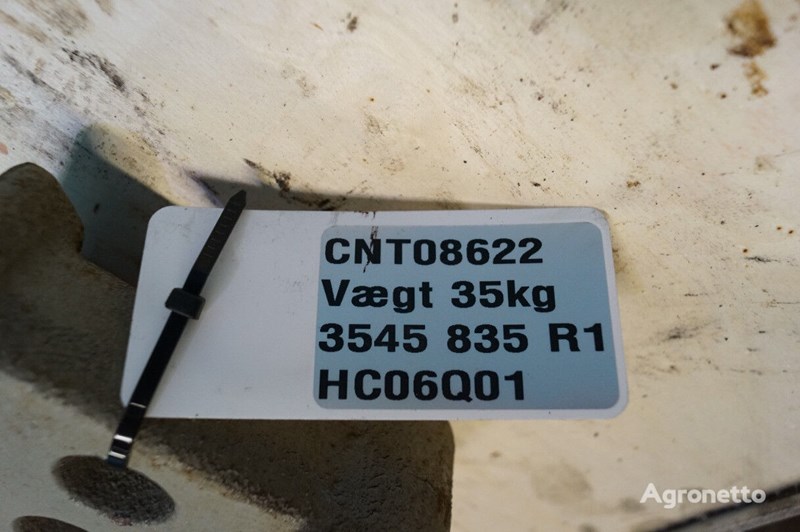 CNT08622
Vægt 35kg
3545 835 R1
HC06Q01
Agronetto